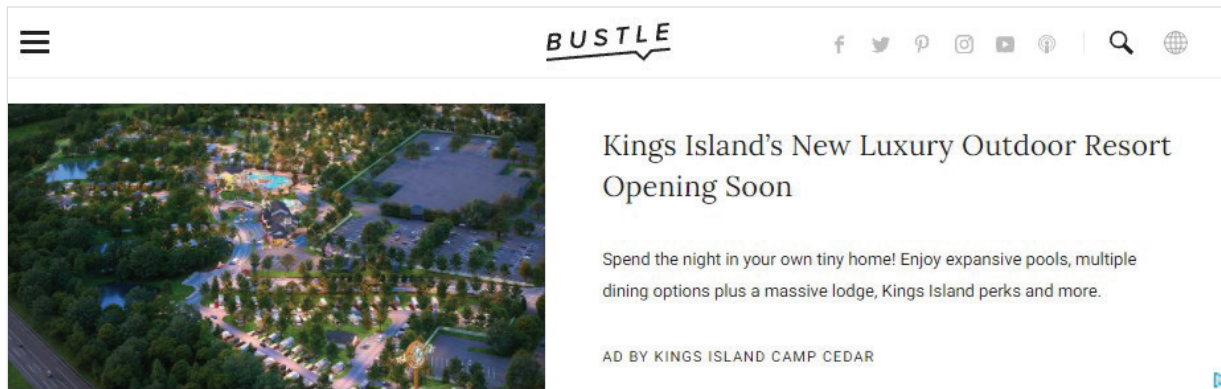 BUSTLE
Kings Island's New Luxury Outdoor Resort
Opening Soon
Spend the night in your own tiny home! Enjoy expansive pools, multiple
dining options plus a massive lodge, Kings Island perks and more.
AD BY KINGS ISLAND CAMP CEDAR